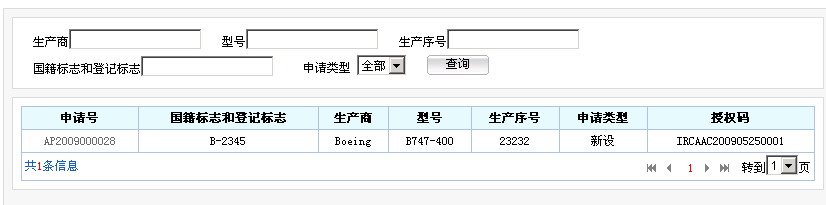 生产商 型号 生产序号
国籍标志和登记标志 申请类型 全部 查询
申请号 国籍标志和登记标志 生产商 型号 生产序号 申请类型 授权码
AP2009000028 B-2345 Boeing B747-400 23232 新设 IRCAAC200905250001
共1条信息 1 转到 1 页